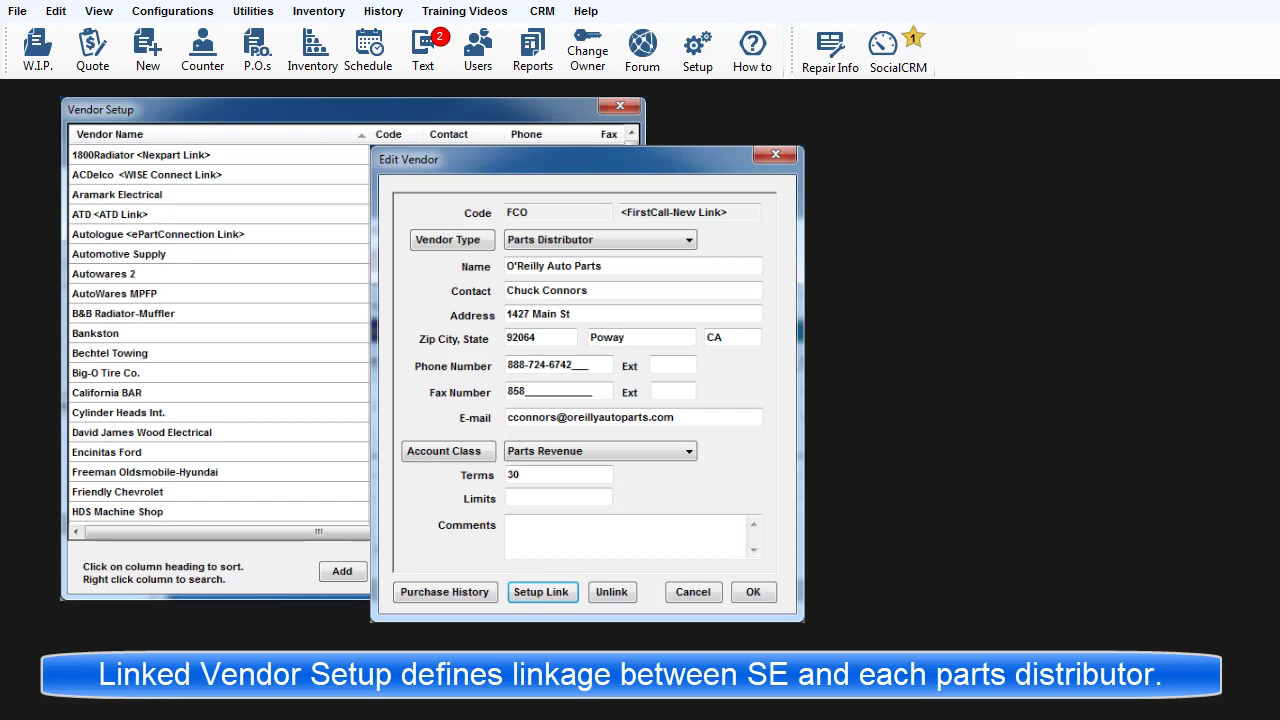 File Edit View Configurations Utilities Inventory History Training Videos CRM Help
2 1
W.I.P. Quote New Counter P.O.s Inventory Schedule Text Users Reports Change Owner Forum Setup How to Repair Info SocialCRM
P.O.
Vendor Setup
Vendor Name Code Contact Phone Fax
1800Radiator <Nexpart Link>
ACDelco <WISE Connect Link>
Aramark Electrical
ATD <ATD Link>
Autologue <ePartConnection Link>
Automotive Supply
Autowares 2
AutoWares MPFP
B&B Radiator-Muffler
Bankston
Bechtel Towing
Big-O Tire Co.
California BAR
Cylinder Heads Int.
David James Wood Electrical
Encinitas Ford
Freeman Oldsmobile-Hyundai
Friendly Chevrolet
HDS Machine Shop
Click on column heading to sort.
Right click column to search.
Add
Edit Vendor
Code FCO <FirstCall-New Link>
Vendor Type Parts Distributor
Name O'Reilly Auto Parts
Contact Chuck Connors
Address 1427 Main St
Zip City, State 92064 Poway CA
Phone Number 888-724-6742___ Ext
Fax Number 858__________ Ext
E-mail cconnors@oreillyautoparts.com
Account Class Parts Revenue
Terms 30
Limits
Comments
Purchase History Setup Link Unlink Cancel OK
Linked Vendor Setup defines linkage between SE and each parts distributor.